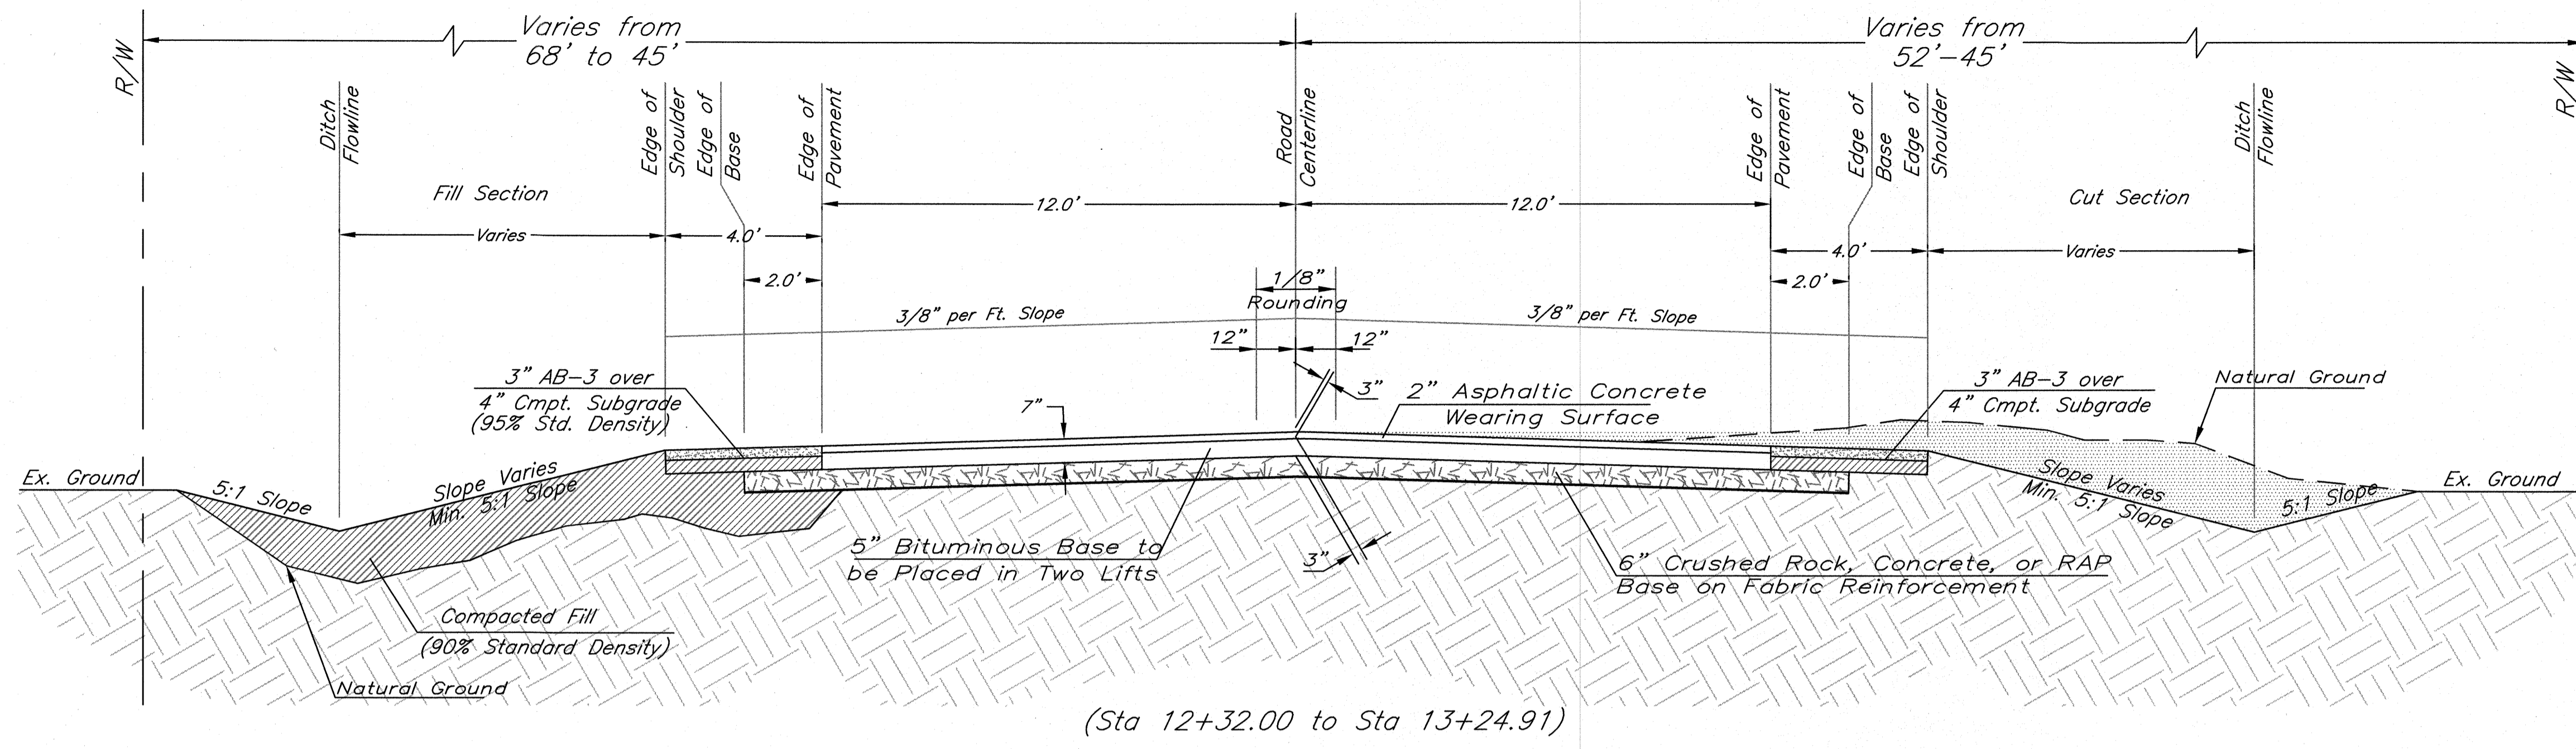 Varies from
68' to 45'
Varies from
52'-45'
R/W
R/W
Ditch
Flowline
Edge of
Shoulder
Edge of
Base
Edge of
Pavement
Road
Centerline
Edge of
Pavement
Edge of
Base
Edge of
Shoulder
Ditch
Flowline
Fill Section
Cut Section
12.0'
12.0'
Varies
4.0'
4.0'
Varies
2.0'
1/8"
Rounding
2.0'
3/8" per Ft. Slope
3/8" per Ft. Slope
12"
12"
3" AB-3 over
4" Cmpt. Subgrade
(95% Std. Density)
7"
3"
2" Asphaltic Concrete
Wearing Surface
3" AB-3 over
4" Cmpt. Subgrade
Natural Ground
Ex. Ground
5:1 Slope
Slope Varies
Min. 5:1 Slope
Slope Varies
Min. 5:1 Slope
5:1 Slope
Ex. Ground
5" Bituminous Base to
be Placed in Two Lifts
3"
6" Crushed Rock, Concrete, or RAP
Base on Fabric Reinforcement
Compacted Fill
(90% Standard Density)
Natural Ground
(Sta 12+32.00 to Sta 13+24.91)